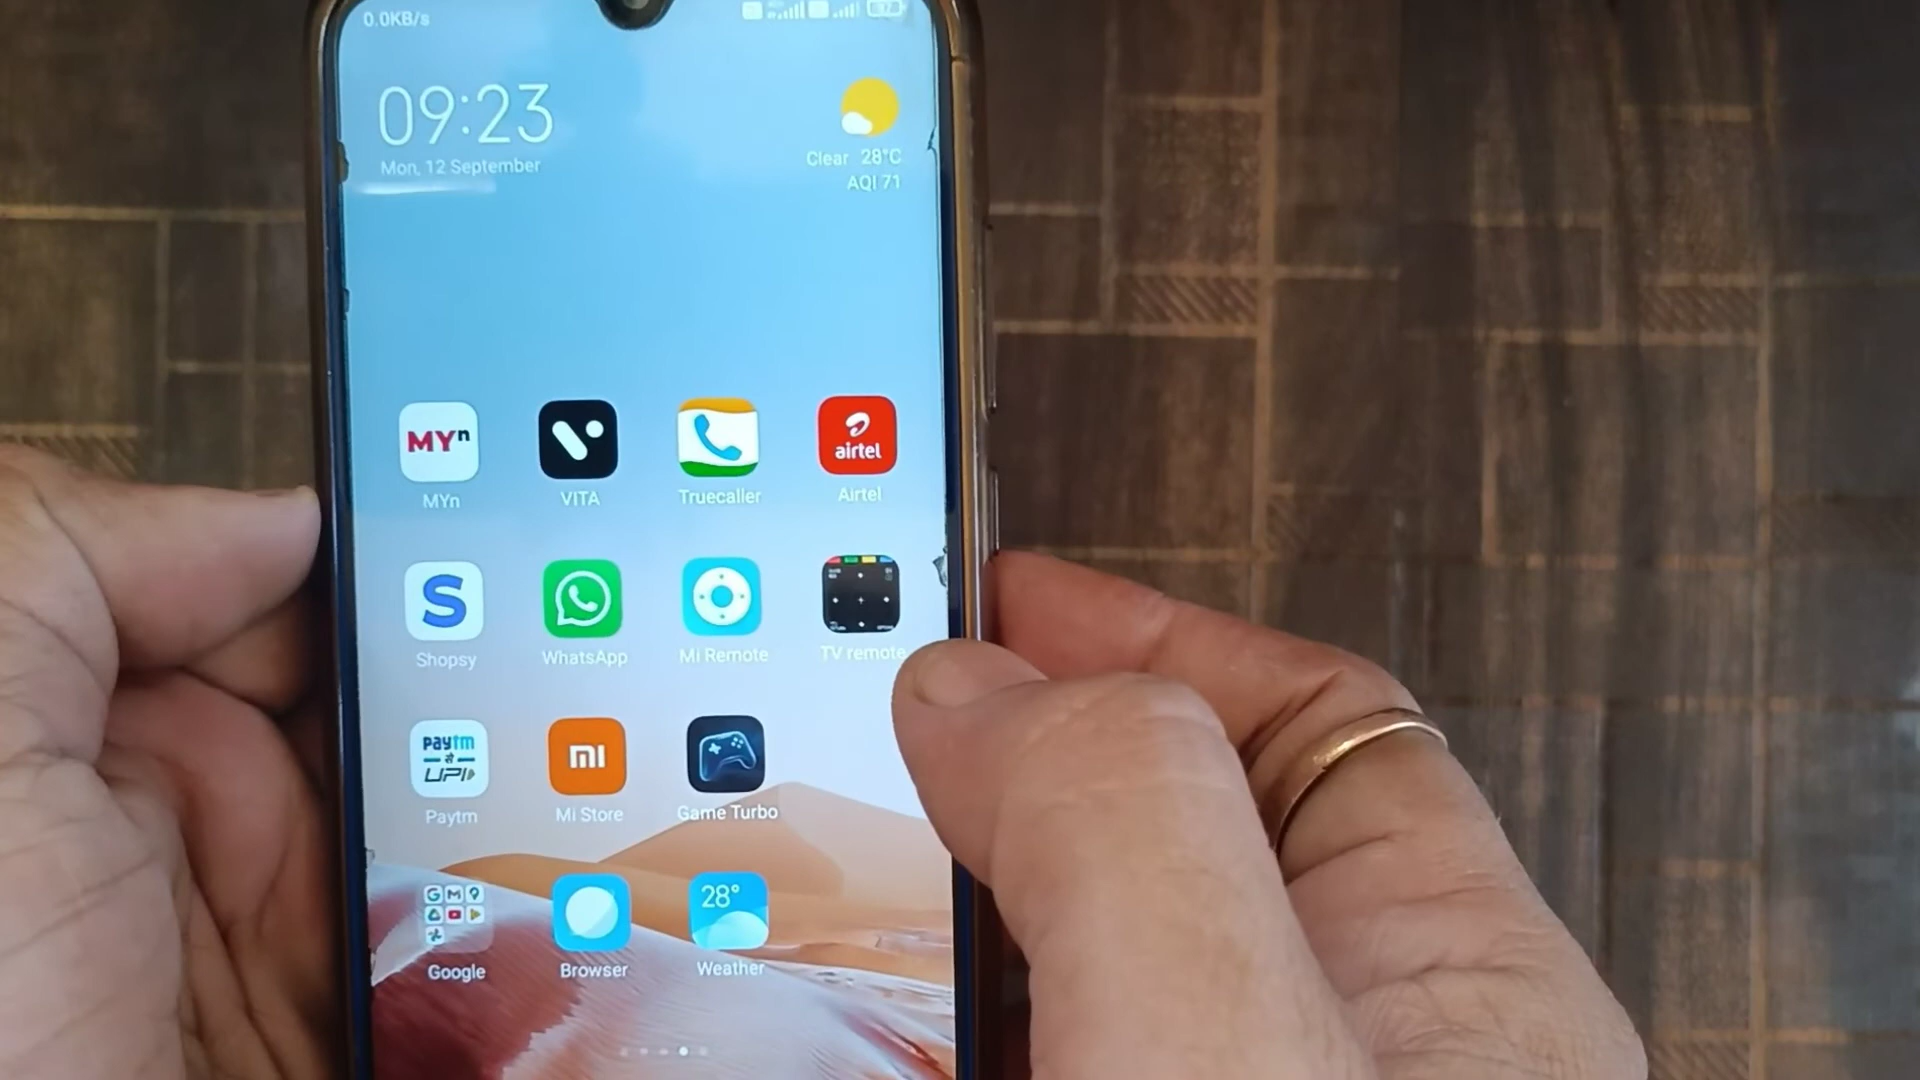 0.0KB/s
09:23
Mon, 12 September
Clear 28°C
AQI 71
MYn
airtel
MYn
VITA
Truecaller
Airtel
S
Shopsy
WhatsApp
Mi Remote
TV remote
paytm
से
UPI
mi
Paytm
Mi Store
Game Turbo
G M
28°
Google
Browser
Weather